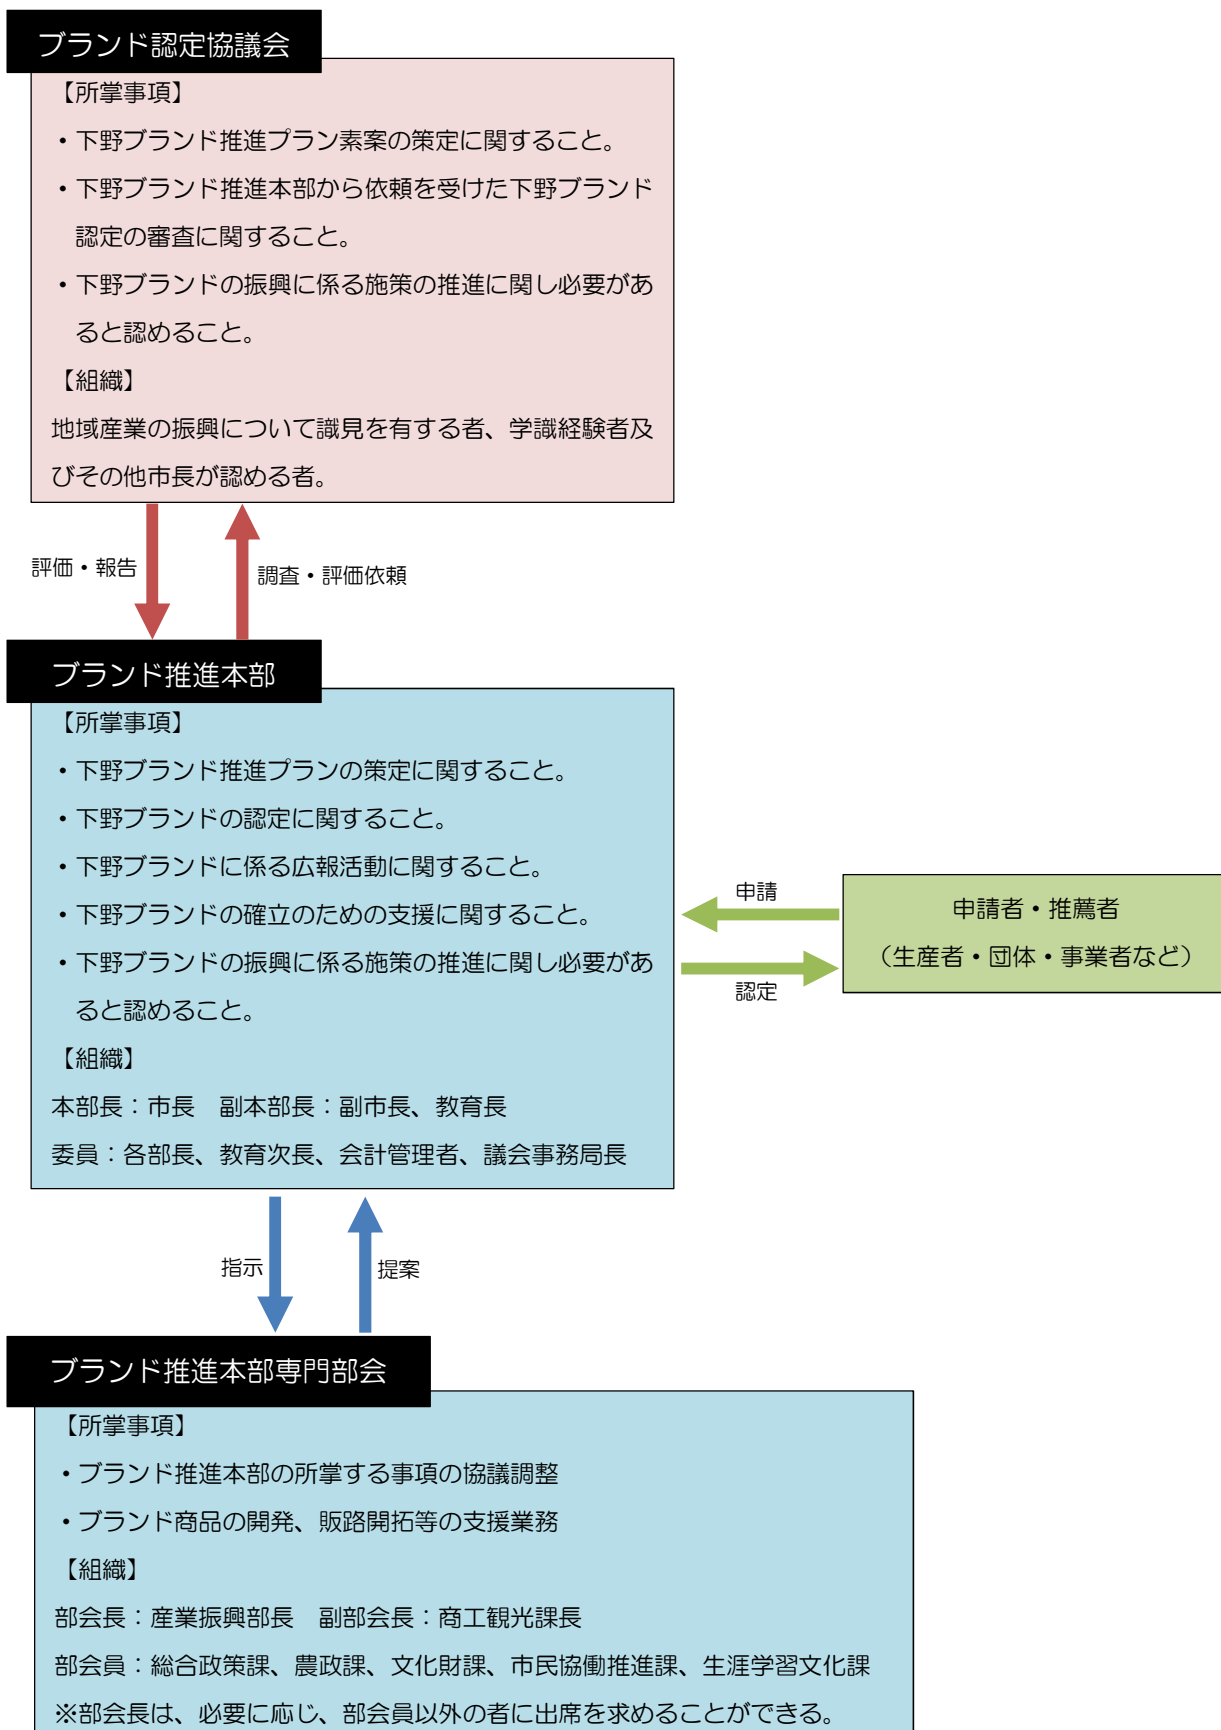 ブランド認定協議会
【所掌事項】
・下野ブランド推進プラン素案の策定に関すること。
・下野ブランド推進本部から依頼を受けた下野ブランド
認定の審査に関すること。
・下野ブランドの振興に係る施策の推進に関し必要があ
ると認めること。
【組織】
地域産業の振興について識見を有する者、学識経験者及
びその他市長が認める者。
評価・報告
調査・評価依頼
ブランド推進本部
【所掌事項】
・下野ブランド推進プランの策定に関すること。
・下野ブランドの認定に関すること。
・下野ブランドに係る広報活動に関すること。
・下野ブランドの確立のための支援に関すること。
・下野ブランドの振興に係る施策の推進に関し必要があ
ると認めること。
【組織】
本部長：市長　副本部長：副市長、教育長
委員：各部長、教育次長、会計管理者、議会事務局長
申請
認定
申請者・推薦者
（生産者・団体・事業者など）
指示
提案
ブランド推進本部専門部会
【所掌事項】
・ブランド推進本部の所掌する事項の協議調整
・ブランド商品の開発、販路開拓等の支援業務
【組織】
部会長：産業振興部長　副部会長：商工観光課長
部会員：総合政策課、農政課、文化財課、市民協働推進課、生涯学習文化課
※部会長は、必要に応じ、部会員以外の者に出席を求めることができる。